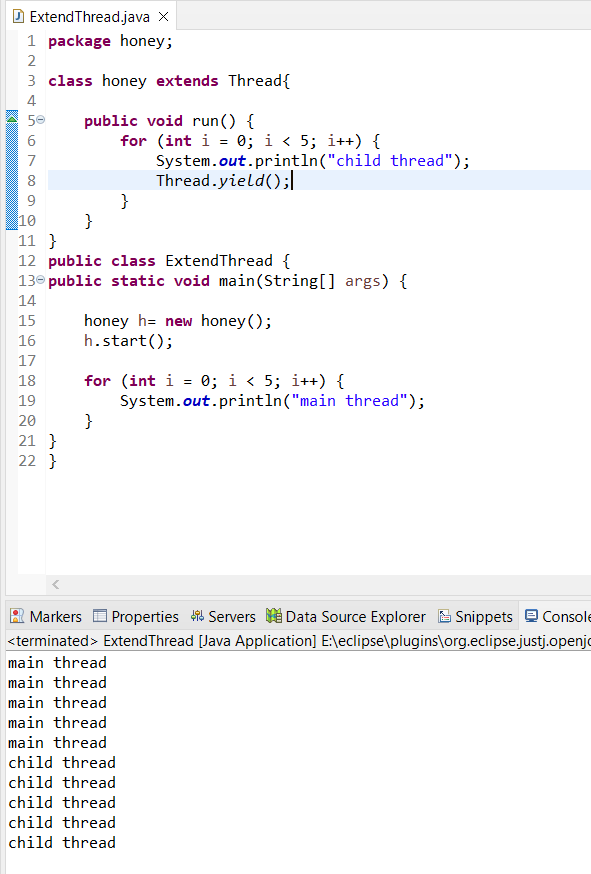 ExtendThread.java
1 package honey;
2
3 class honey extends Thread{
4
5 public void run() {
6 for (int i = 0; i < 5; i++) {
7 System.out.println("child thread");
8 Thread.yield();
9 }
10 }
11 }
12 public class ExtendThread {
13 public static void main(String[] args) {
14
15 honey h= new honey();
16 h.start();
17
18 for (int i = 0; i < 5; i++) {
19 System.out.println("main thread");
20 }
21 }
22 }
Markers Properties Servers Data Source Explorer Snippets Console
<terminated> ExtendThread [Java Application] E:\eclipse\plugins\org.eclipse.justj.openjd
main thread
main thread
main thread
main thread
main thread
child thread
child thread
child thread
child thread
child thread